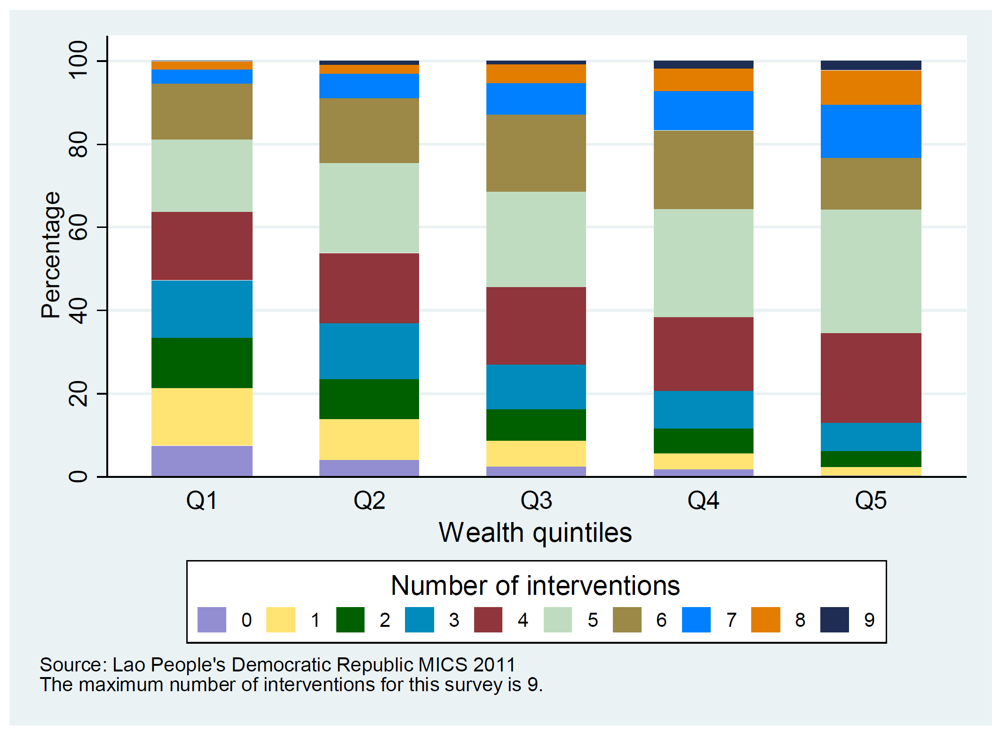 100
80
60
40
20
0
Percentage
Q1 Q2 Q3 Q4 Q5
Wealth quintiles
Number of interventions
0 1 2 3 4 5 6 7 8 9
Source: Lao People's Democratic Republic MICS 2011
The maximum number of interventions for this survey is 9.